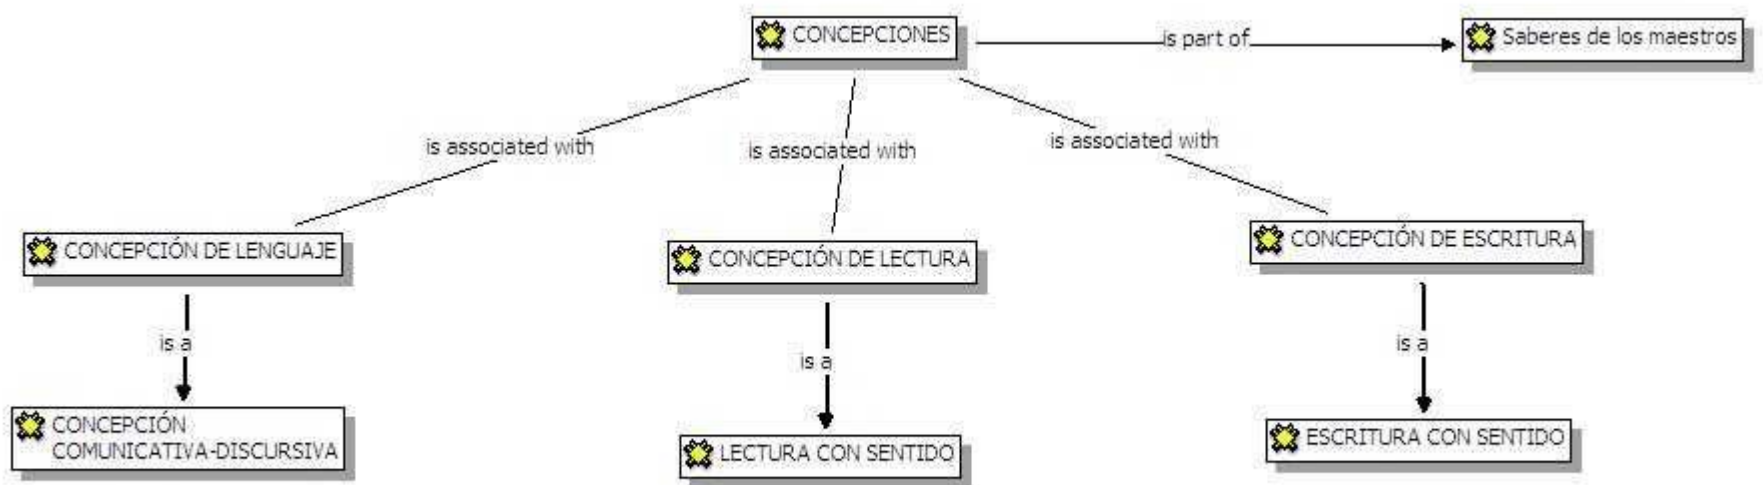 CONCEPCIONES
is part of
Saberes de los maestros
is associated with
is associated with
is associated with
CONCEPCIÓN DE LENGUAJE
CONCEPCIÓN DE LECTURA
CONCEPCIÓN DE ESCRITURA
is a
is a
is a
CONCEPCIÓN
COMUNICATIVA-DISCURSIVA
LECTURA CON SENTIDO
ESCRITURA CON SENTIDO